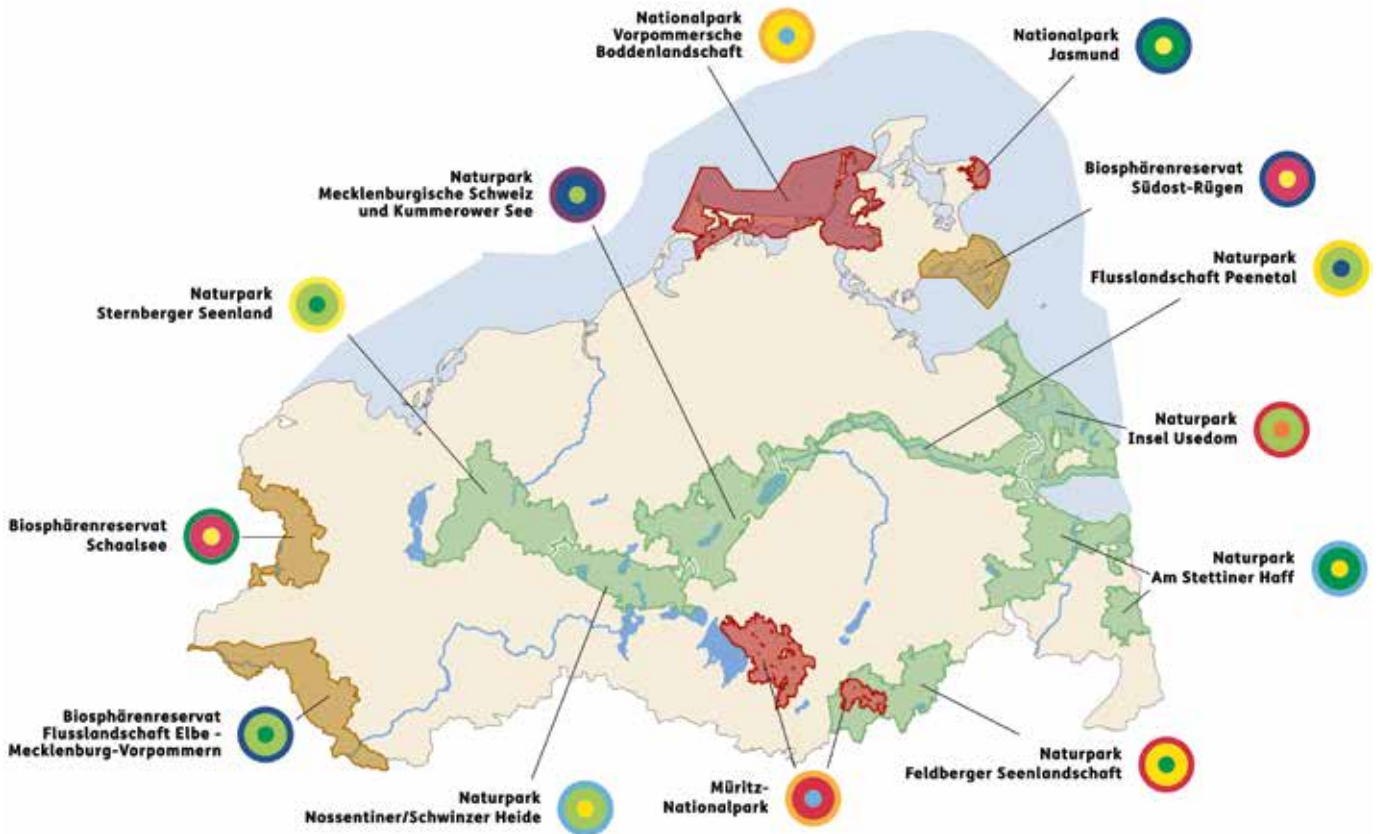 Nationalpark
Vorpommersche
Boddenlandschaft
Nationalpark
Jasmund
Naturpark
Mecklenburgische Schweiz
und Kummerower See
Biosphärenreservat
Südost-Rügen
Naturpark
Flusslandschaft Peenetal
Naturpark
Sternberger Seenland
Naturpark
Insel Usedom
Biosphärenreservat
Schaalsee
Naturpark
Am Stettiner Haff
Biosphärenreservat
Flusslandschaft Elbe -
Mecklenburg-Vorpommern
Naturpark
Feldberger Seenlandschaft
Naturpark
Nossentiner/Schwinzer Heide
Müritz-
Nationalpark